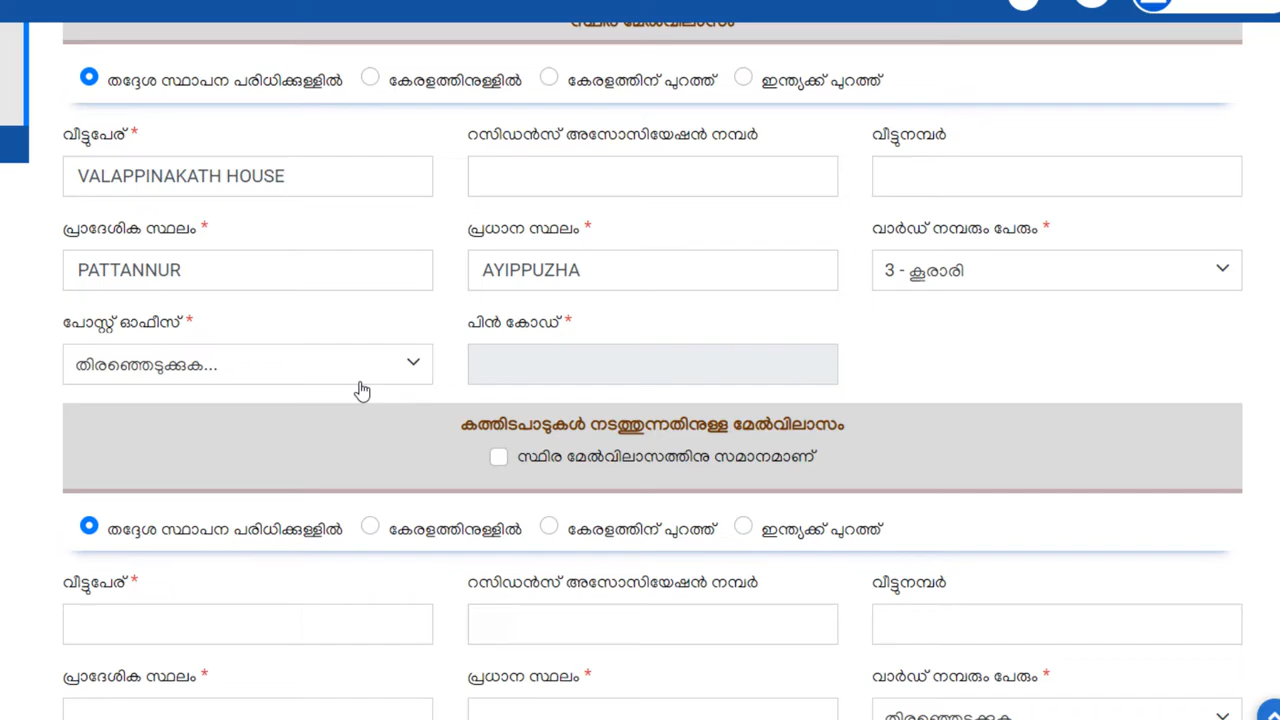 സ്ഥിര മേൽവിലാസം
തദ്ദേശ സ്ഥാപന പരിധിക്കുള്ളിൽ കേരളത്തിനുള്ളിൽ കേരളത്തിന് പുറത്ത് ഇന്ത്യക്ക് പുറത്ത്
വീട്ടുപേര് * റസിഡൻസ് അസോസിയേഷൻ നമ്പർ വീട്ടുനമ്പർ
VALAPPINAKATH HOUSE
പ്രാദേശിക സ്ഥലം * പ്രധാന സ്ഥലം * വാർഡ് നമ്പരും പേരും *
PATTANNUR AYIPPUZHA 3 - കൂരാരി
പോസ്റ്റ് ഓഫീസ് * പിൻ കോഡ് *
തിരഞ്ഞെടുക്കുക...
കത്തിടപാടുകൾ നടത്തുന്നതിനുള്ള മേൽവിലാസം
സ്ഥിര മേൽവിലാസത്തിനു സമാനമാണ്
തദ്ദേശ സ്ഥാപന പരിധിക്കുള്ളിൽ കേരളത്തിനുള്ളിൽ കേരളത്തിന് പുറത്ത് ഇന്ത്യക്ക് പുറത്ത്
വീട്ടുപേര് * റസിഡൻസ് അസോസിയേഷൻ നമ്പർ വീട്ടുനമ്പർ
പ്രാദേശിക സ്ഥലം * പ്രധാന സ്ഥലം * വാർഡ് നമ്പരും പേരും *
തിരഞ്ഞെടുക്കുക...